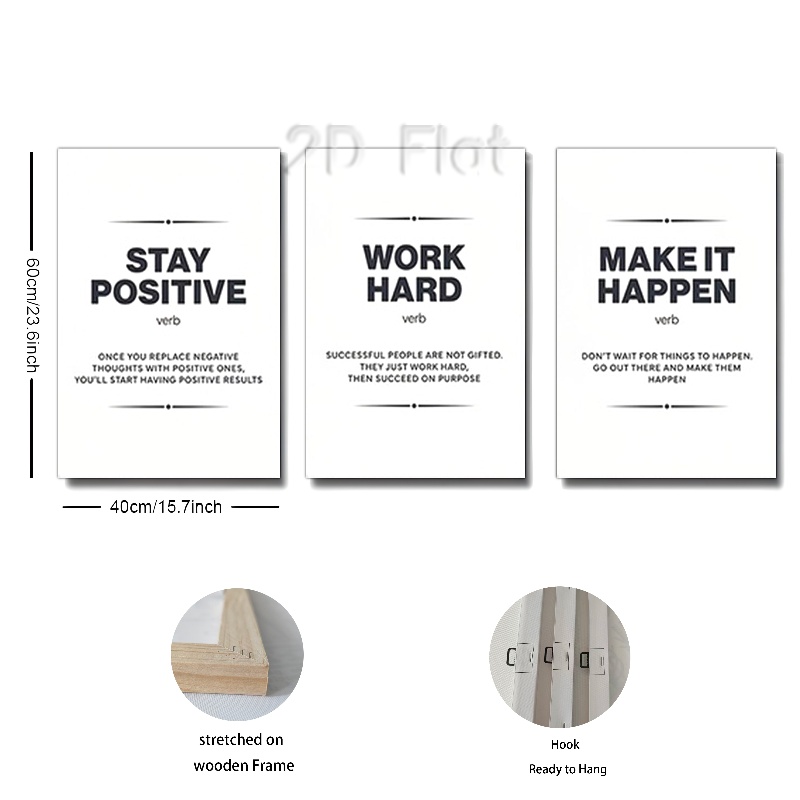 2D Flat
STAY
POSITIVE
verb
ONCE YOU REPLACE NEGATIVE
THOUGHTS WITH POSITIVE ONES,
YOU'LL START HAVING POSITIVE RESULTS
WORK
HARD
verb
SUCCESSFUL PEOPLE ARE NOT GIFTED.
THEY JUST WORK HARD,
THEN SUCCEED ON PURPOSE
MAKE IT
HAPPEN
verb
DON'T WAIT FOR THINGS TO HAPPEN.
GO OUT THERE AND MAKE THEM
HAPPEN
60cm/23.6inch
40cm/15.7inch
stretched on
wooden Frame
Hook
Ready to Hang